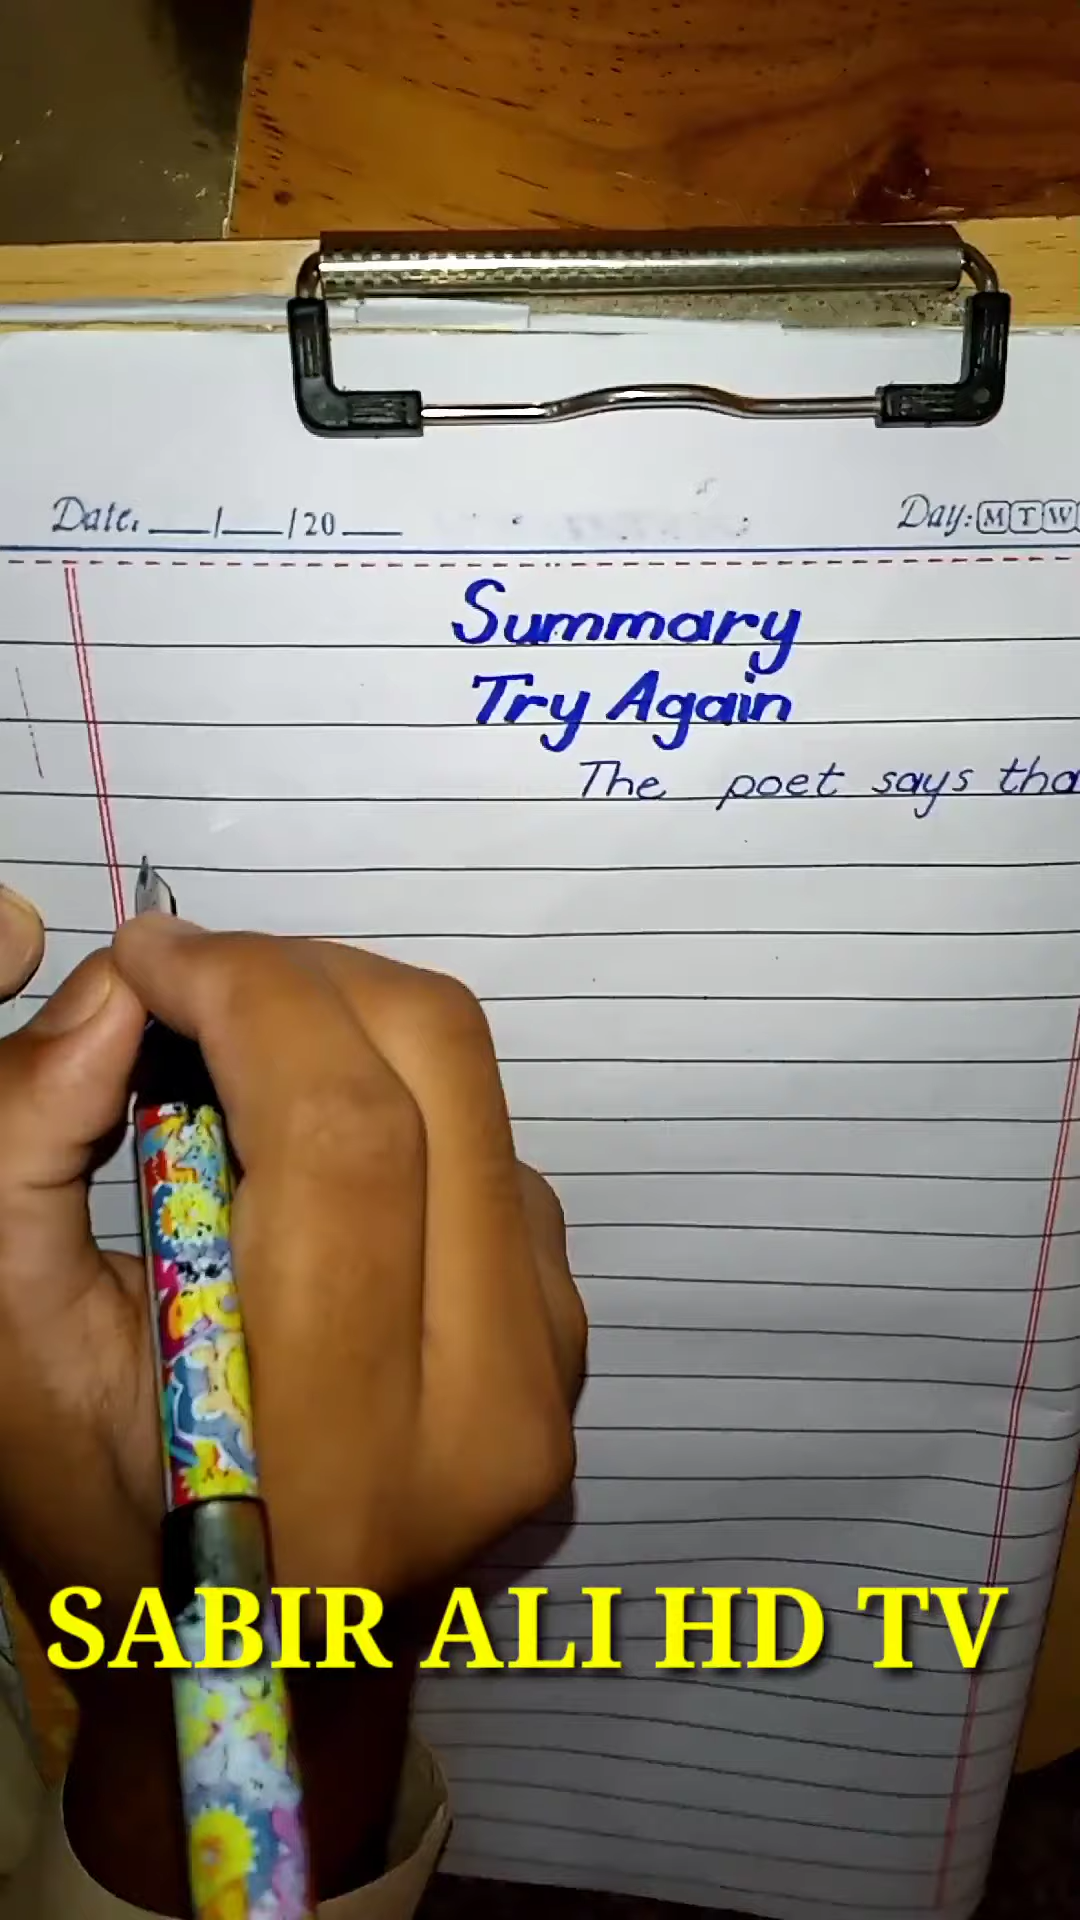 Date. ___/___/20___ Day: M T W
Summary
Try Again
The poet says tha
SABIR ALI HD TV